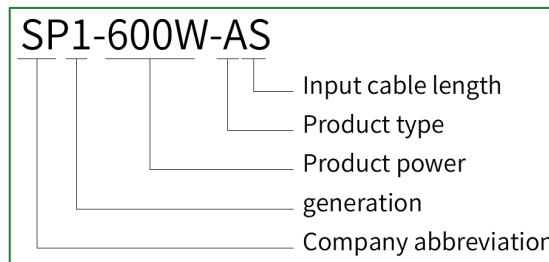 SP1-600W-AS
Input cable length
Product type
Product power
generation
Company abbreviation